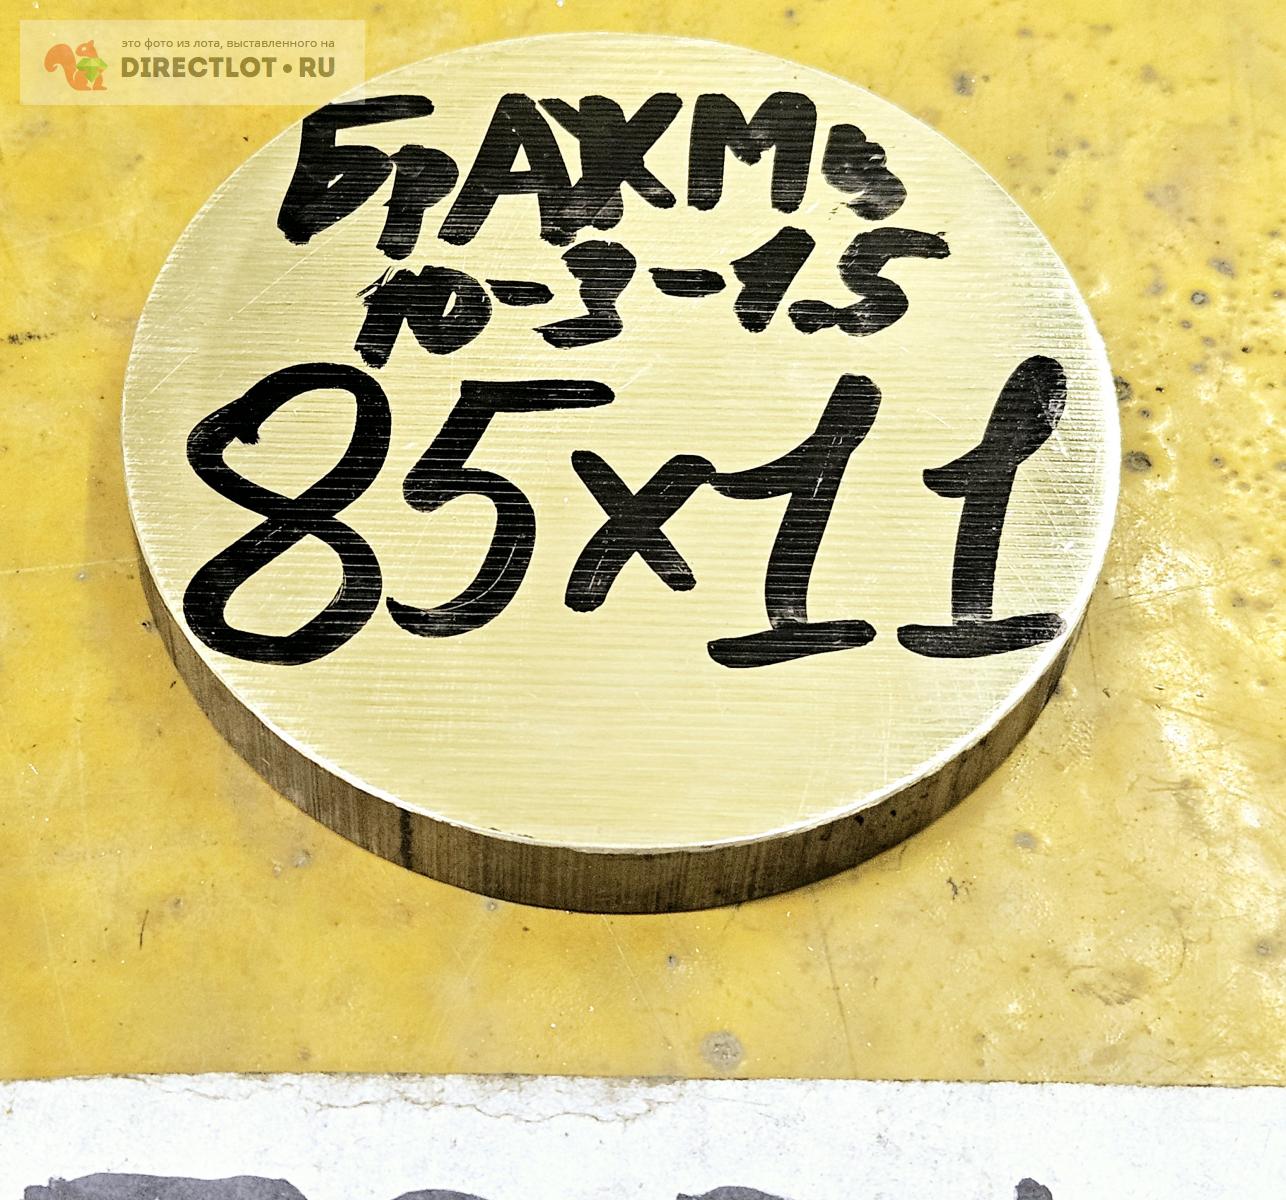 это фото из лота, выставленного на
DIRECTLOT.RU
БрАЖМц
10-3-1.5
85x11